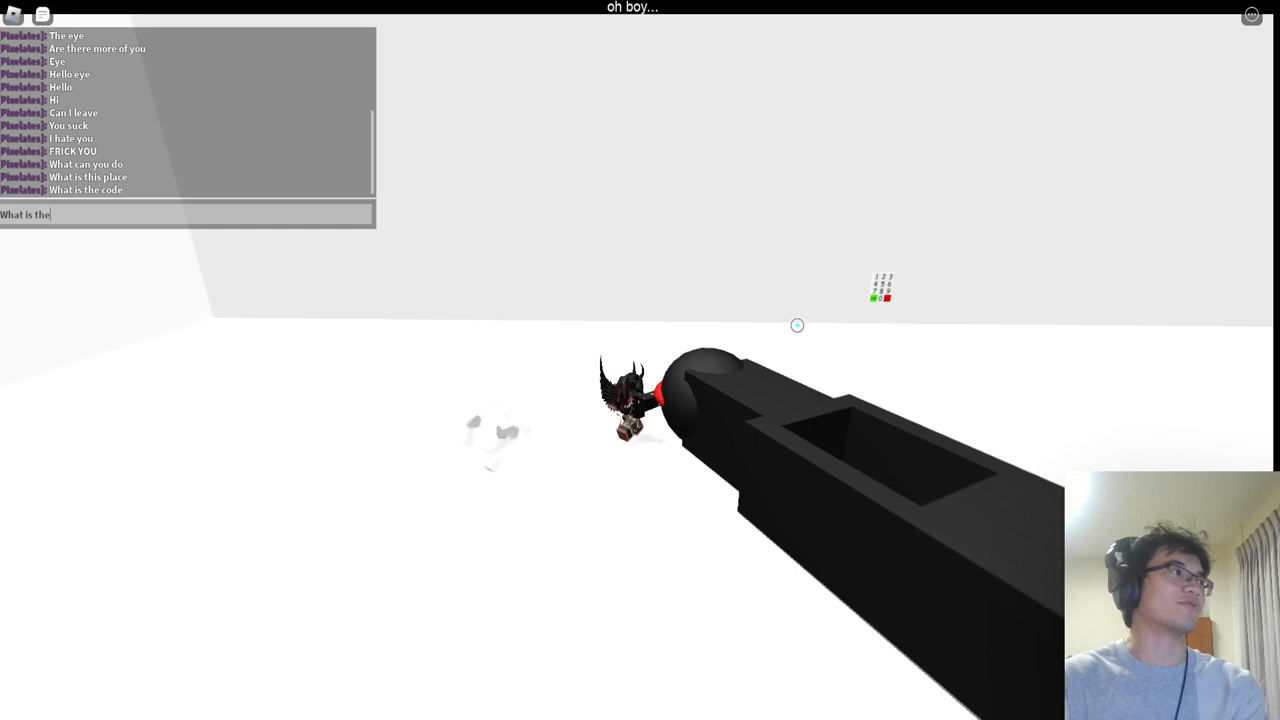 oh boy...
[Pixelates]: The eye
[Pixelates]: Are there more of you
[Pixelates]: Eye
[Pixelates]: Hello eye
[Pixelates]: Hello
[Pixelates]: Hi
[Pixelates]: Can I leave
[Pixelates]: You suck
[Pixelates]: I hate you
[Pixelates]: FRICK YOU
[Pixelates]: What can you do
[Pixelates]: What is this place
[Pixelates]: What is the code
What is the
1 2 3
4 5 6
7 8 9
0